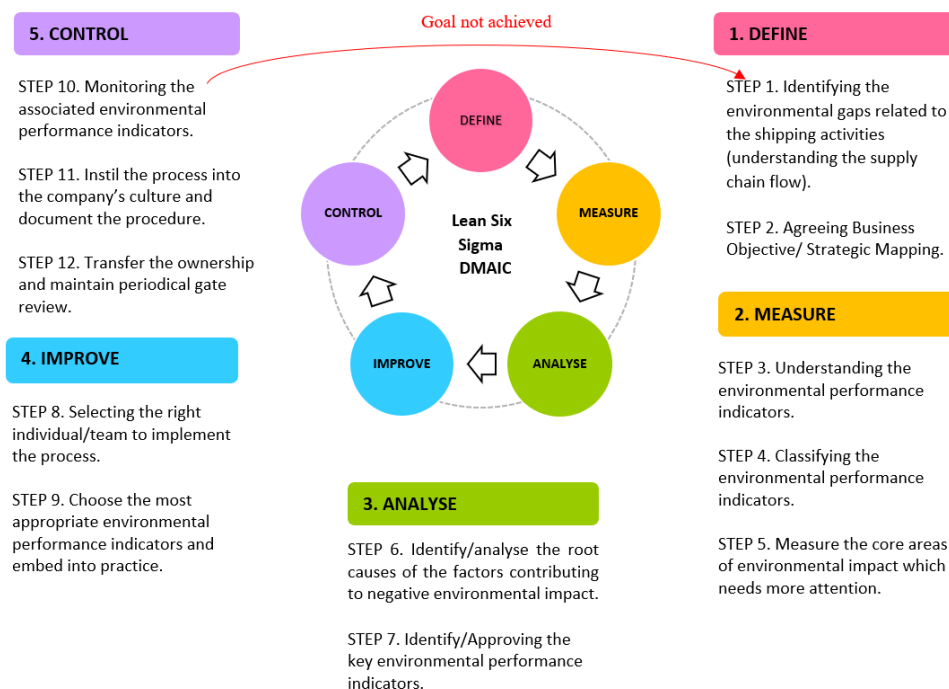 Goal not achieved
5. CONTROL
STEP 10. Monitoring the
associated environmental
performance indicators.
STEP 11. Instil the process into
the company’s culture and
document the procedure.
STEP 12. Transfer the ownership
and maintain periodical gate
review.
1. DEFINE
STEP 1. Identifying the
environmental gaps related to
the shipping activities
(understanding the supply
chain flow).
STEP 2. Agreeing Business
Objective/ Strategic Mapping.
DEFINE
MEASURE
ANALYSE
IMPROVE
CONTROL
Lean Six
Sigma
DMAIC
2. MEASURE
STEP 3. Understanding the
environmental performance
indicators.
STEP 4. Classifying the
environmental performance
indicators.
STEP 5. Measure the core areas
of environmental impact which
needs more attention.
4. IMPROVE
STEP 8. Selecting the right
individual/team to implement
the process.
STEP 9. Choose the most
appropriate environmental
performance indicators and
embed into practice.
3. ANALYSE
STEP 6. Identify/analyse the root
causes of the factors contributing
to negative environmental impact.
STEP 7. Identify/Approving the
key environmental performance
indicators.